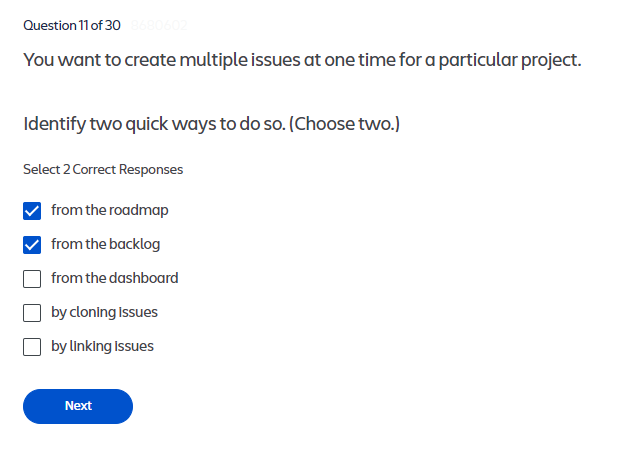 Question 11 of 30
You want to create multiple issues at one time for a particular project.
Identify two quick ways to do so. (Choose two.)
Select 2 Correct Responses
from the roadmap
from the backlog
from the dashboard
by cloning issues
by linking issues
Next